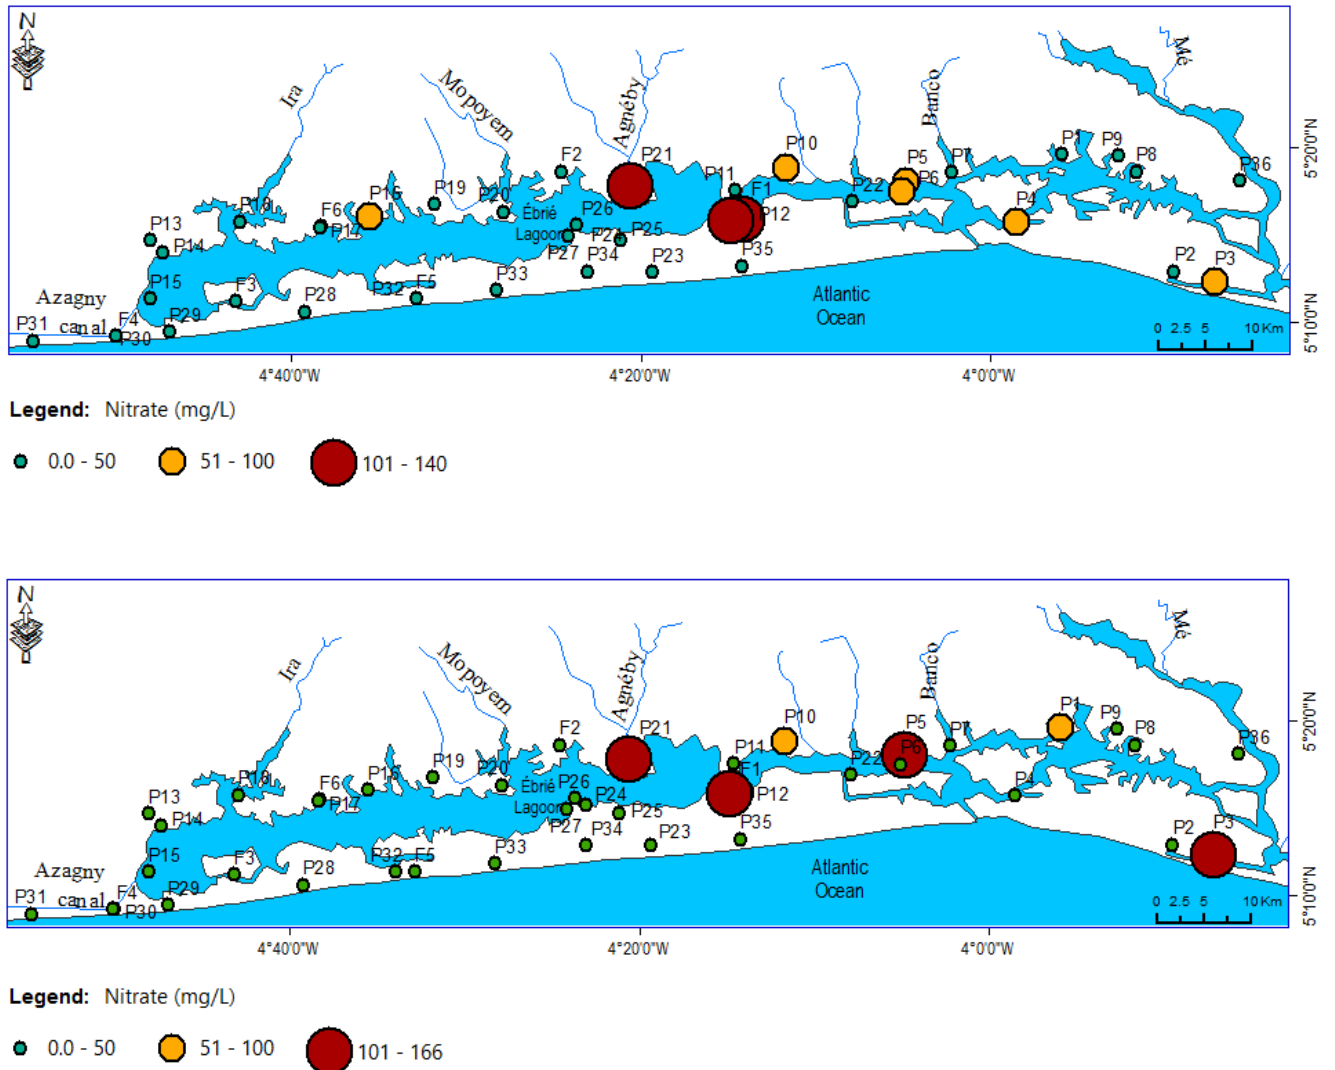 N
Ira
Mopoyem
Agnéby
Banco
Mé
P10
P21
F2
P11
F1
P12
P5
P6
P7
P22
P1
P9
P8
P36
P4
P2
P3
P13
P14
P18
F6
P17
P16
P19
P20
Ébrié
Lagoon
P26
P24
P25
P27
P34
P23
P35
P15
F3
P28
P32
F5
P33
Azagny
canal
P31
F4
P30
P29
Atlantic
Ocean
0 2.5 5 10 Km
5°20'0"N
5°10'0"N
4°40'0"W
4°20'0"W
4°0'0"W
Legend: Nitrate (mg/L)
0.0 - 50
51 - 100
101 - 140
N
Ira
Mopoyem
Agnéby
Banco
Mé
P10
P21
F2
P11
F1
P12
P5
P6
P7
P22
P1
P9
P8
P36
P4
P2
P3
P13
P14
P18
F6
P17
P16
P19
P20
Ébrié
Lagoon
P26
P24
P25
P27
P34
P23
P35
P15
F3
P28
P32
F5
P33
Azagny
canal
P31
F4
P30
P29
Atlantic
Ocean
0 2.5 5 10 Km
5°20'0"N
5°10'0"N
4°40'0"W
4°20'0"W
4°0'0"W
Legend: Nitrate (mg/L)
0.0 - 50
51 - 100
101 - 166